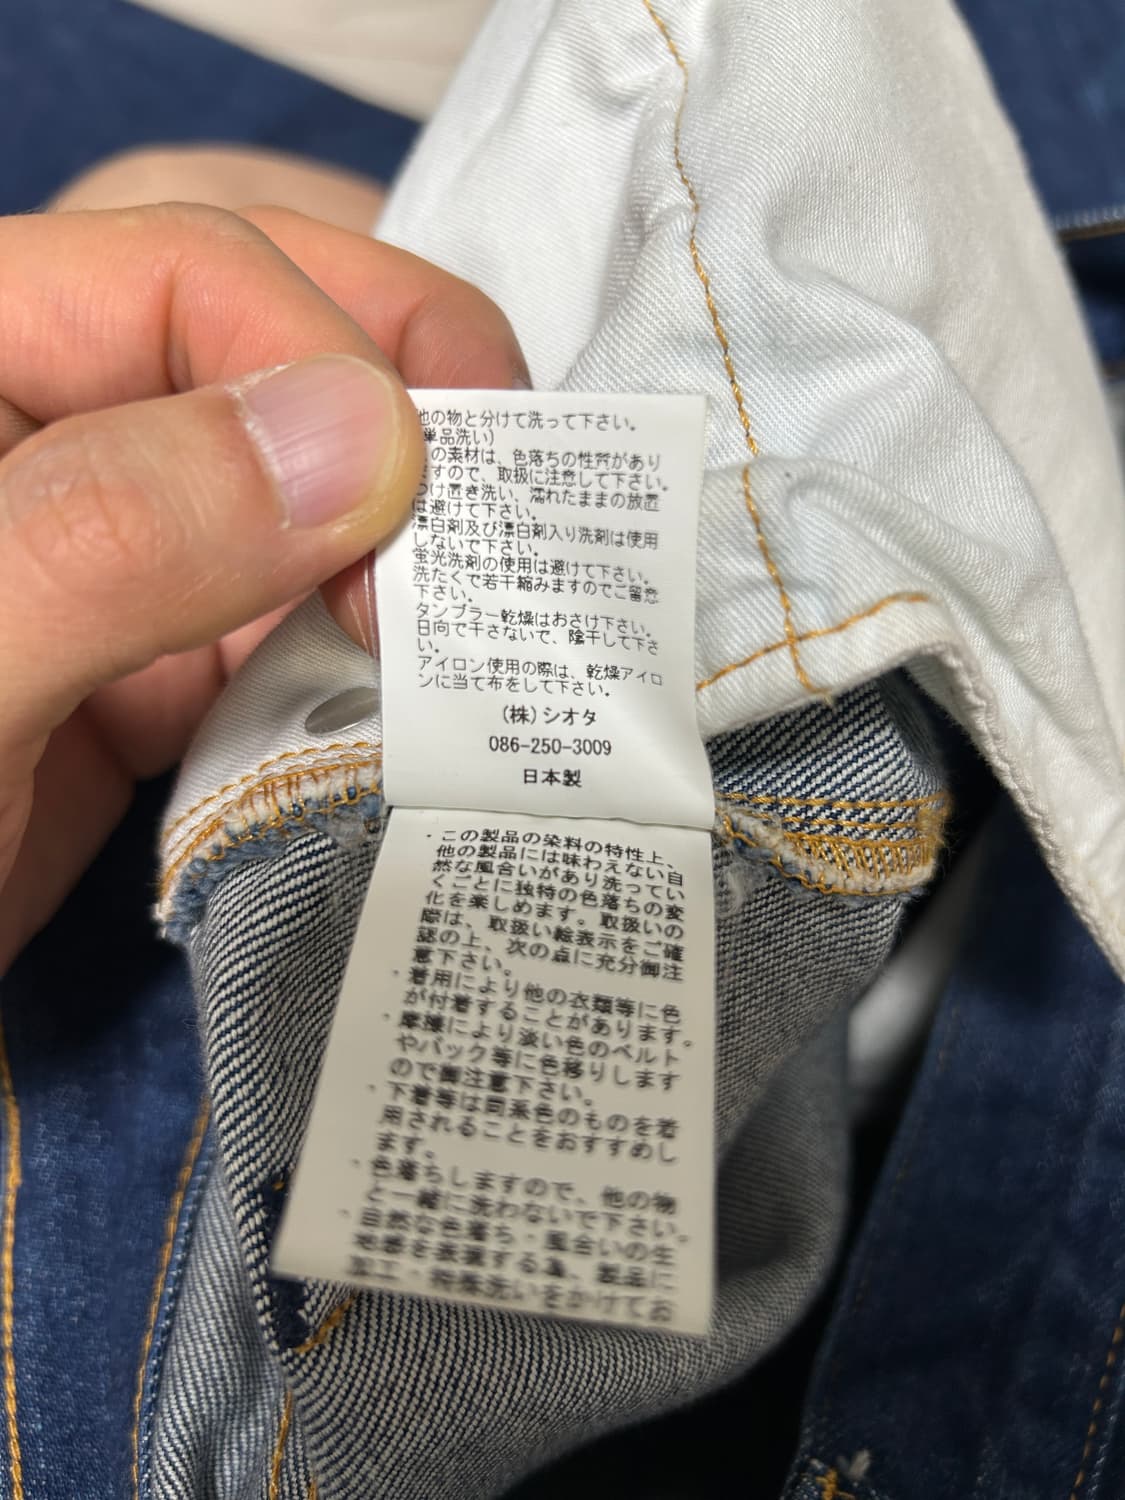 他の物と分けて洗って下さい。
単品洗い)
の素材は、色落ちの性質があり
ますので、取扱に注意して下さい。
つけ置き洗い、濡れたままの放置
は避けて下さい。
漂白剤及び漂白剤入り洗剤は使用
しないで下さい。
蛍光洗剤の使用は避けて下さい。
洗たくで若干縮みますのでご留意
下さい。
タンブラー乾燥はおさけ下さい。
日向で干さないで、陰干して下さ
い。
アイロン使用の際は、乾燥アイロ
ンに当て布をして下さい。
(株)シオタ
086-250-3009
日本製
・この製品の染料の特性上、
他の製品には味わえない自
然な風合いがあり洗ってい
くごとに独特の色落ちの変
化を楽しめます。取扱いの
際は、取扱い絵表示をご確
認の上、次の点に充分御注
意下さい。
・着用により他の衣類等に色
が付着することがあります。
・摩擦により淡い色のベルト
やバック等に色移りします
ので御注意下さい。
・下着等は同系色のものを着
用されることをおすすめし
ます。
・色落ちしますので、他の物
と一緒に洗わないで下さい。
・自然な色落ち・風合いの生
地感を表現する為、製品に
加工・特殊洗いをかけてお